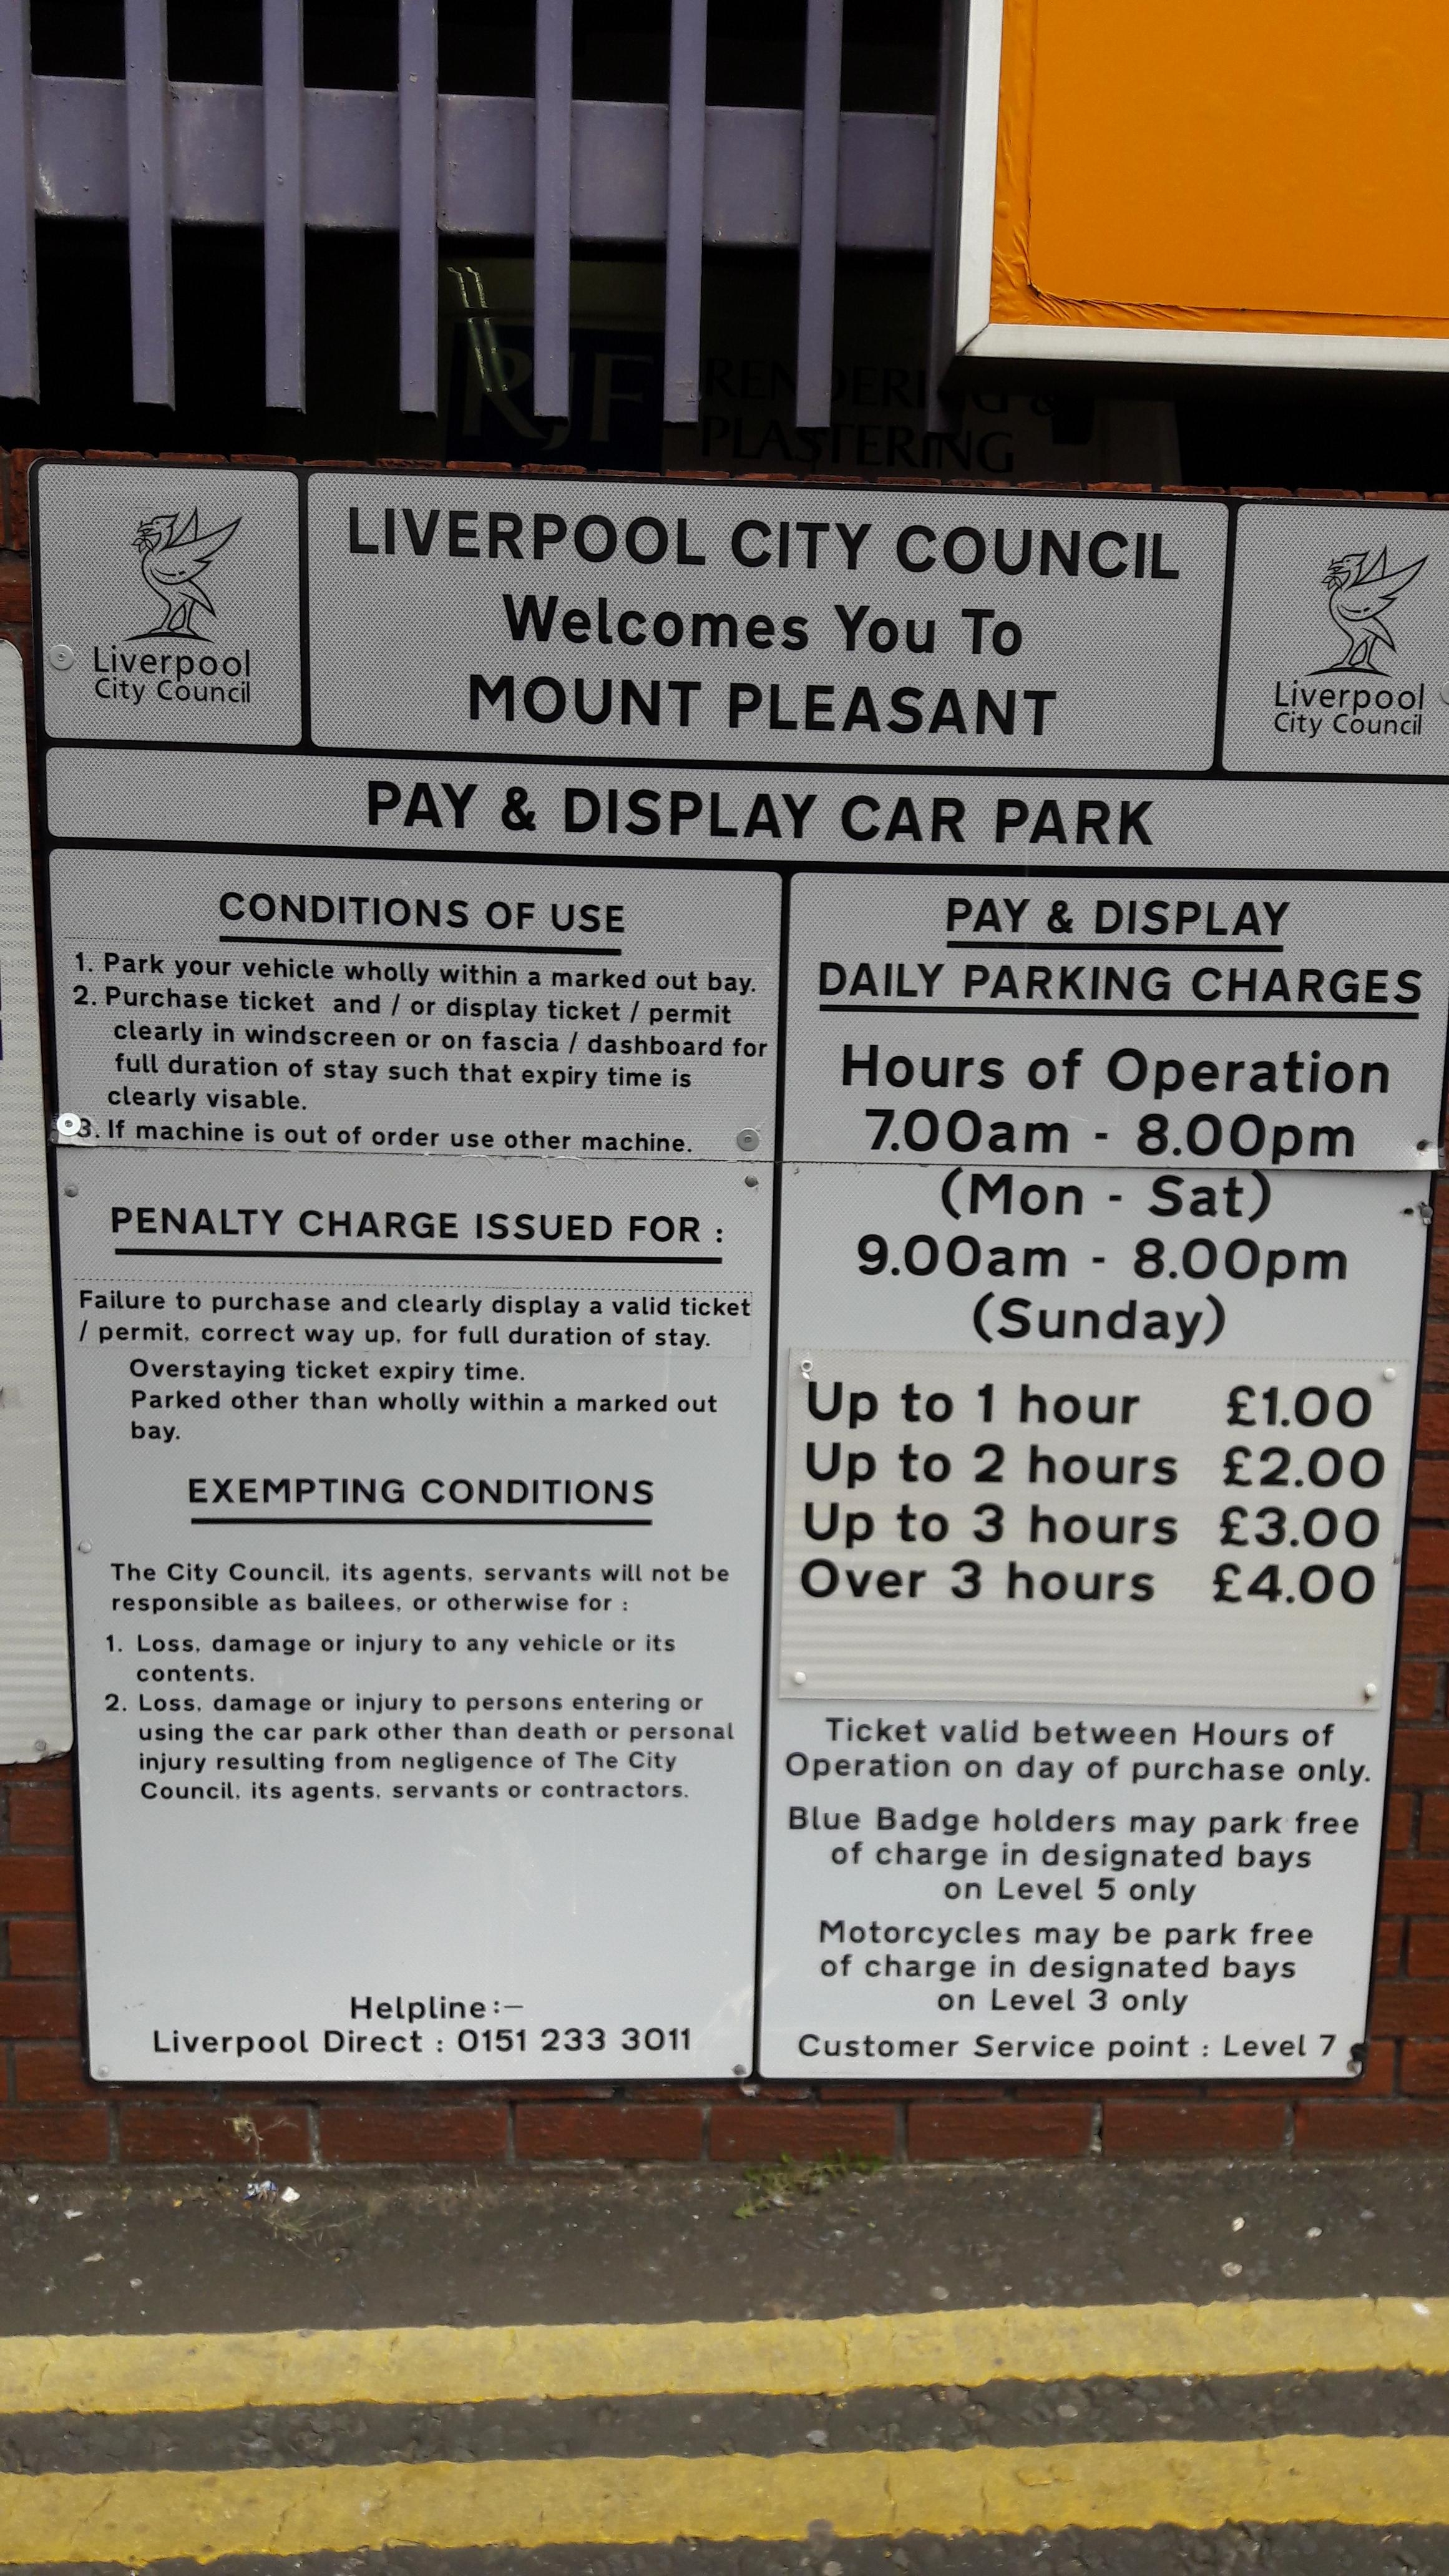 RJF RENDERING &
PLASTERING
Liverpool
City Council
LIVERPOOL CITY COUNCIL
Welcomes You To
MOUNT PLEASANT
Liverpool
City Council
PAY & DISPLAY CAR PARK
CONDITIONS OF USE
1. Park your vehicle wholly within a marked out bay.
2. Purchase ticket and / or display ticket / permit
clearly in windscreen or on fascia / dashboard for
full duration of stay such that expiry time is
clearly visable.
3. If machine is out of order use other machine.
PENALTY CHARGE ISSUED FOR :
Failure to purchase and clearly display a valid ticket
/ permit, correct way up, for full duration of stay.
Overstaying ticket expiry time.
Parked other than wholly within a marked out
bay.
EXEMPTING CONDITIONS
The City Council, its agents, servants will not be
responsible as bailees, or otherwise for :
1. Loss, damage or injury to any vehicle or its
contents.
2. Loss, damage or injury to persons entering or
using the car park other than death or personal
injury resulting from negligence of The City
Council, its agents, servants or contractors.
Helpline:—
Liverpool Direct : 0151 233 3011
PAY & DISPLAY
DAILY PARKING CHARGES
Hours of Operation
7.00am - 8.00pm
(Mon - Sat)
9.00am - 8.00pm
(Sunday)
Up to 1 hour £1.00
Up to 2 hours £2.00
Up to 3 hours £3.00
Over 3 hours £4.00
Ticket valid between Hours of
Operation on day of purchase only.
Blue Badge holders may park free
of charge in designated bays
on Level 5 only
Motorcycles may be park free
of charge in designated bays
on Level 3 only
Customer Service point : Level 7